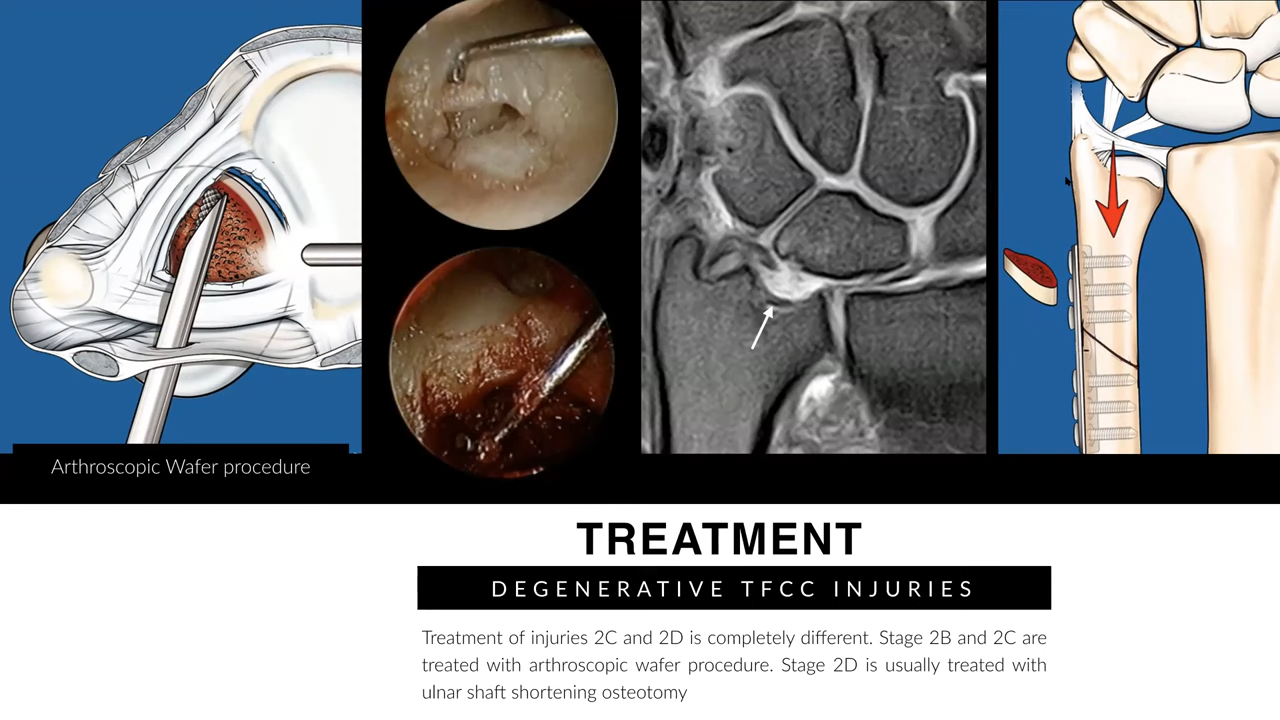 Arthroscopic Wafer procedure
TREATMENT
DEGENERATIVE TFCC INJURIES
Treatment of injuries 2C and 2D is completely different. Stage 2B and 2C are
treated with arthroscopic wafer procedure. Stage 2D is usually treated with
ulnar shaft shortening osteotomy